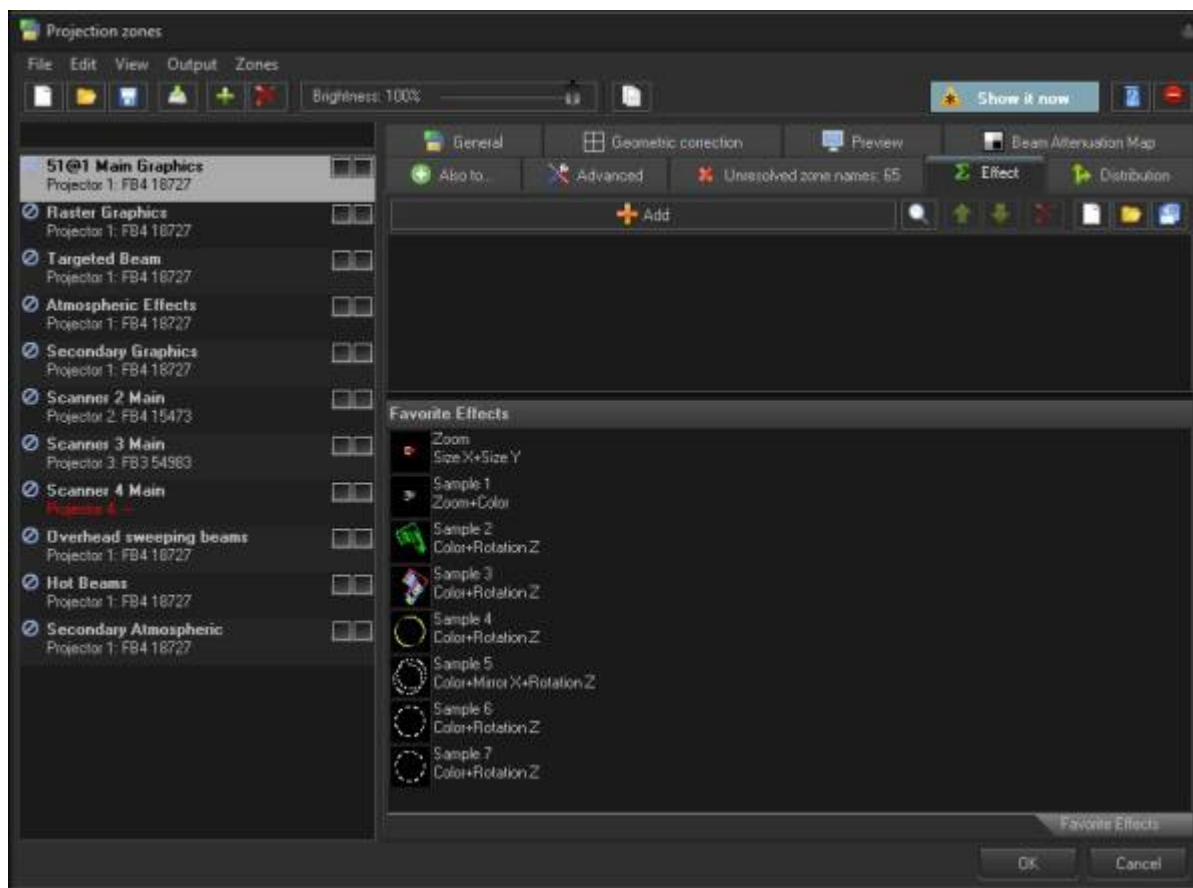 Projection zones
File Edit View Output Zones
Brightness: 100%
Show it now
General Geometric correction Preview Beam Attenuation Map
Also to... Advanced Unresolved zone names: 65 Effect Distribution
Add
51@1 Main Graphics
Projector 1: FB4 18727
Raster Graphics
Projector 1: FB4 18727
Targeted Beam
Projector 1: FB4 18727
Atmospheric Effects
Projector 1: FB4 18727
Secondary Graphics
Projector 1: FB4 18727
Scanner 2 Main
Projector 2: FB4 15473
Scanner 3 Main
Projector 3: FB3 54983
Scanner 4 Main
Projector 4: --
Overhead sweeping beams
Projector 1: FB4 18727
Hot Beams
Projector 1: FB4 18727
Secondary Atmospheric
Projector 1: FB4 18727
Favorite Effects
Zoom
Size X+Size Y
Sample 1
Zoom+Color
Sample 2
Color+Rotation Z
Sample 3
Color+Rotation Z
Sample 4
Color+Rotation Z
Sample 5
Color+Mirror X+Rotation Z
Sample 6
Color+Rotation Z
Sample 7
Color+Rotation Z
Favorite Effects
OK Cancel